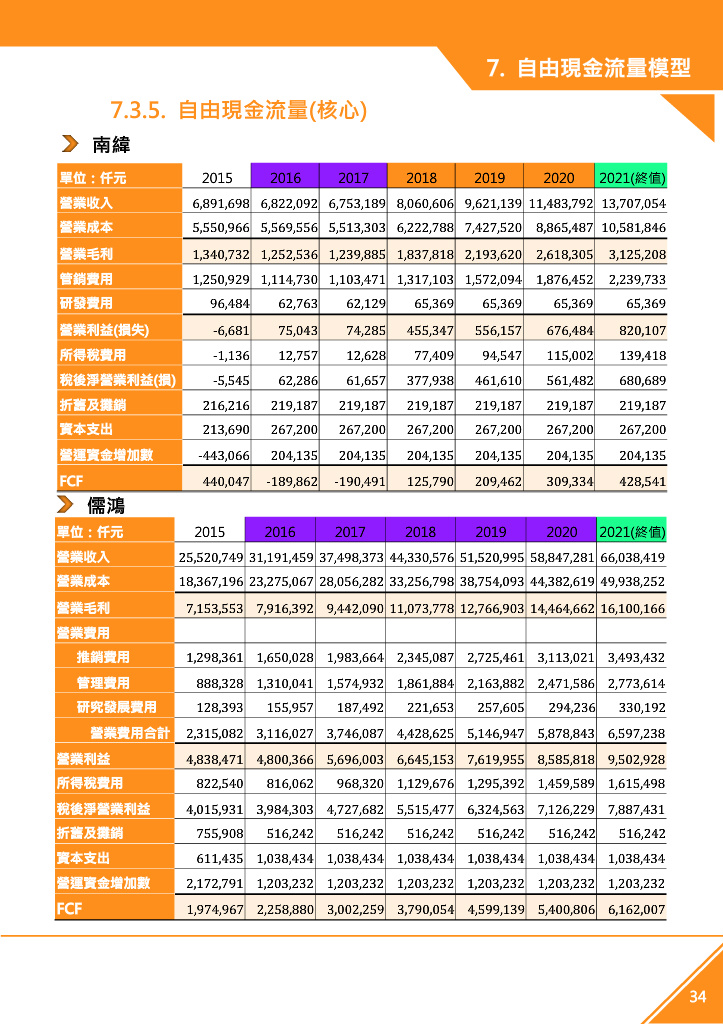 7. 自由現金流量模型
7.3.5. 自由現金流量(核心)
南緯
單位：仟元 2015 2016 2017 2018 2019 2020 2021(終值)
營業收入 6,891,698 6,822,092 6,753,189 8,060,606 9,621,139 11,483,792 13,707,054
營業成本 5,550,966 5,569,556 5,513,303 6,222,788 7,427,520 8,865,487 10,581,846
營業毛利 1,340,732 1,252,536 1,239,885 1,837,818 2,193,620 2,618,305 3,125,208
管銷費用 1,250,929 1,114,730 1,103,471 1,317,103 1,572,094 1,876,452 2,239,733
研發費用 96,484 62,763 62,129 65,369 65,369 65,369 65,369
營業利益(損失) -6,681 75,043 74,285 455,347 556,157 676,484 820,107
所得稅費用 -1,136 12,757 12,628 77,409 94,547 115,002 139,418
稅後淨營業利益(損) -5,545 62,286 61,657 377,938 461,610 561,482 680,689
折舊及攤銷 216,216 219,187 219,187 219,187 219,187 219,187 219,187
資本支出 213,690 267,200 267,200 267,200 267,200 267,200 267,200
營運資金增加數 -443,066 204,135 204,135 204,135 204,135 204,135 204,135
FCF 440,047 -189,862 -190,491 125,790 209,462 309,334 428,541
儒鴻
單位：仟元 2015 2016 2017 2018 2019 2020 2021(終值)
營業收入 25,520,749 31,191,459 37,498,373 44,330,576 51,520,995 58,847,281 66,038,419
營業成本 18,367,196 23,275,067 28,056,282 33,256,798 38,754,093 44,382,619 49,938,252
營業毛利 7,153,553 7,916,392 9,442,090 11,073,778 12,766,903 14,464,662 16,100,166
營業費用
推銷費用 1,298,361 1,650,028 1,983,664 2,345,087 2,725,461 3,113,021 3,493,432
管理費用 888,328 1,310,041 1,574,932 1,861,884 2,163,882 2,471,586 2,773,614
研究發展費用 128,393 155,957 187,492 221,653 257,605 294,236 330,192
營業費用合計 2,315,082 3,116,027 3,746,087 4,428,625 5,146,947 5,878,843 6,597,238
營業利益 4,838,471 4,800,366 5,696,003 6,645,153 7,619,955 8,585,818 9,502,928
所得稅費用 822,540 816,062 968,320 1,129,676 1,295,392 1,459,589 1,615,498
稅後淨營業利益 4,015,931 3,984,303 4,727,682 5,515,477 6,324,563 7,126,229 7,887,431
折舊及攤銷 755,908 516,242 516,242 516,242 516,242 516,242 516,242
資本支出 611,435 1,038,434 1,038,434 1,038,434 1,038,434 1,038,434 1,038,434
營運資金增加數 2,172,791 1,203,232 1,203,232 1,203,232 1,203,232 1,203,232 1,203,232
FCF 1,974,967 2,258,880 3,002,259 3,790,054 4,599,139 5,400,806 6,162,007
34